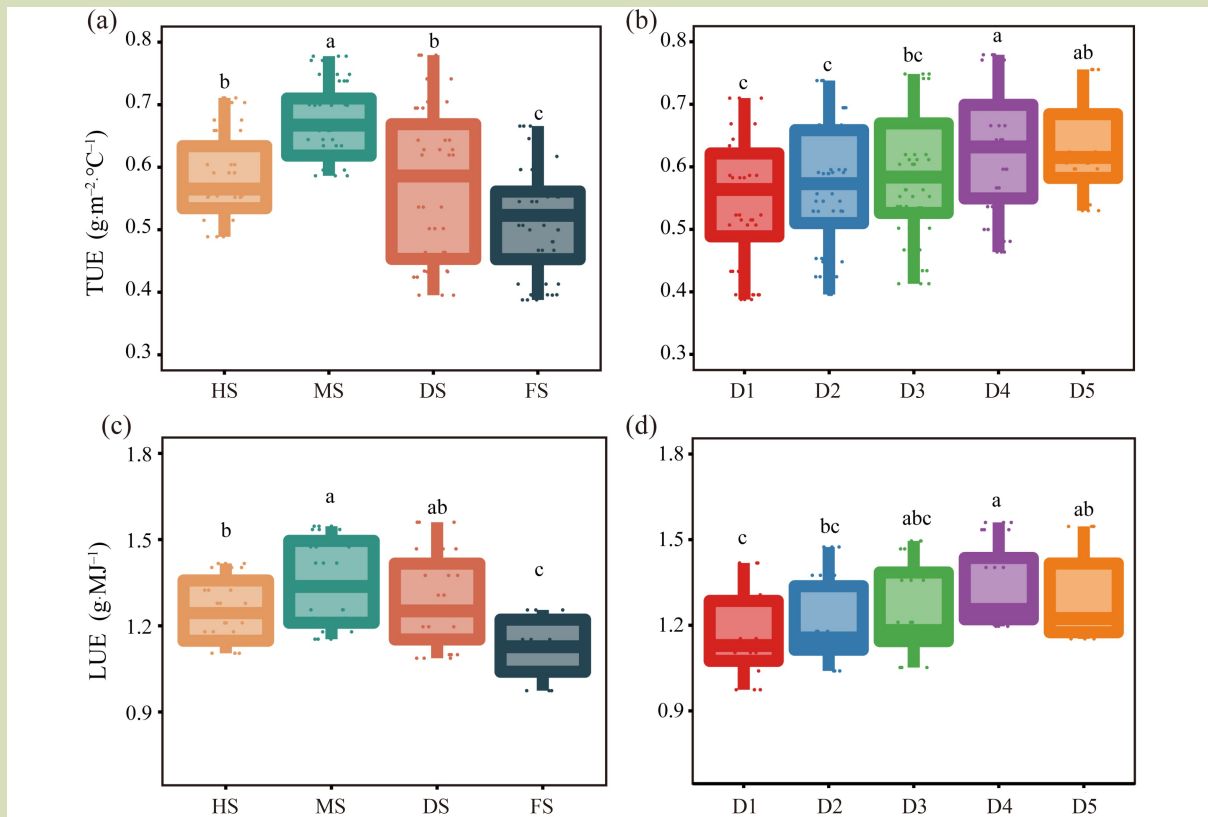 (a)
TUE (g·m⁻²·°C⁻¹)
0.8
0.7
0.6
0.5
0.4
0.3
b
a
b
c
HS MS DS FS
(b)
0.8
0.7
0.6
0.5
0.4
0.3
c
c
bc
a
ab
D1 D2 D3 D4 D5
(c)
LUE (g·MJ⁻¹)
1.8
1.5
1.2
0.9
b
a
ab
c
HS MS DS FS
(d)
1.8
1.5
1.2
0.9
c
bc
abc
a
ab
D1 D2 D3 D4 D5